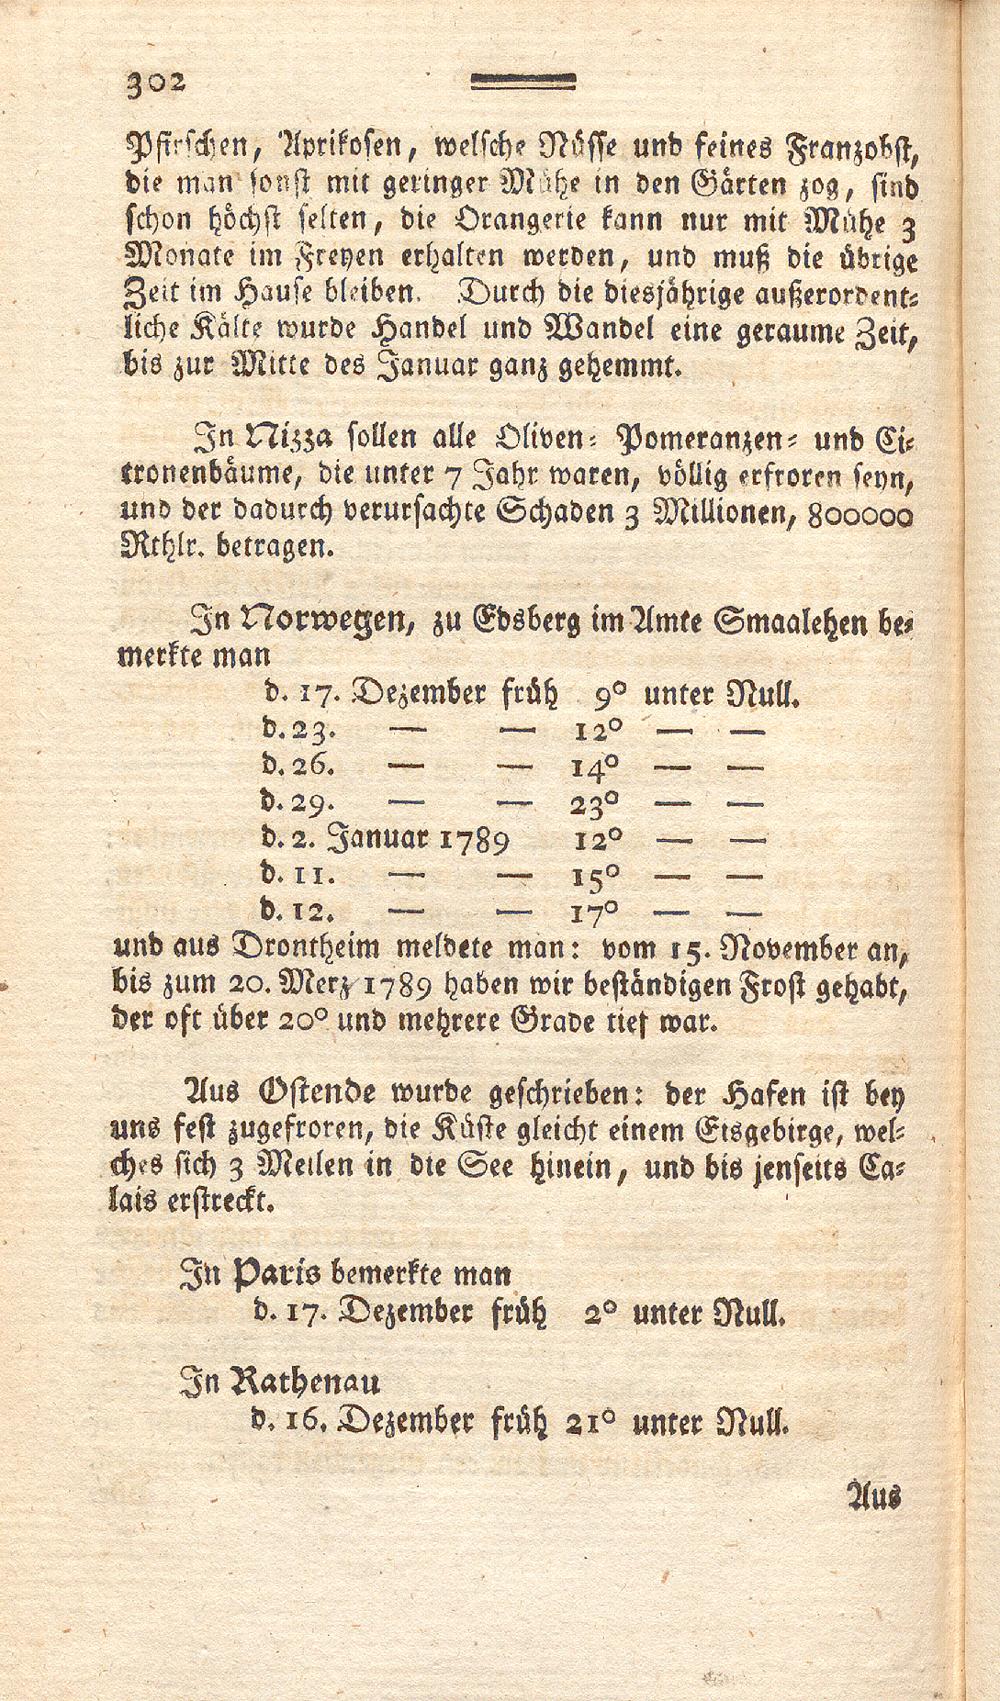 302
Pfirschen, Aprikosen, welsche Nüsse und feines Franzobst,
die man sonst mit geringer Mühe in den Gärten zog, sind
schon höchst selten, die Orangerie kann nur mit Mühe 3
Monate im Freyen erhalten werden, und muß die übrige
Zeit im Hause bleiben. Durch die diesjährige außerordent-
liche Kälte wurde Handel und Wandel eine geraume Zeit,
bis zur Mitte des Januar ganz gehemmt.
In Nizza sollen alle Oliven- Pomeranzen- und Ci-
tronenbäume, die unter 7 Jahr waren, völlig erfroren seyn,
und der dadurch verursachte Schaden 3 Millionen, 800000
Rthlr. betragen.
In Norwegen, zu Edsberg im Amte Smaalehen be-
merkte man
d. 17. Dezember früh 9° unter Null.
d. 23. — — 12° — —
d. 26. — — 14° — —
d. 29. — — 23° — —
d. 2. Januar 1789 12° — —
d. 11. — — 15° — —
d. 12. — — 17° — —
und aus Drontheim meldete man: vom 15. November an,
bis zum 20. Merz 1789 haben wir beständigen Frost gehabt,
der oft über 20° und mehrere Grade tief war.
Aus Ostende wurde geschrieben: der Hafen ist bey
uns fest zugefroren, die Küste gleicht einem Eisgebirge, wel-
ches sich 3 Meilen in die See hinein, und bis jenseits Ca-
lais erstreckt.
In Paris bemerkte man
d. 17. Dezember früh 2° unter Null.
In Rathenau
d. 16. Dezember früh 21° unter Null.
Aus